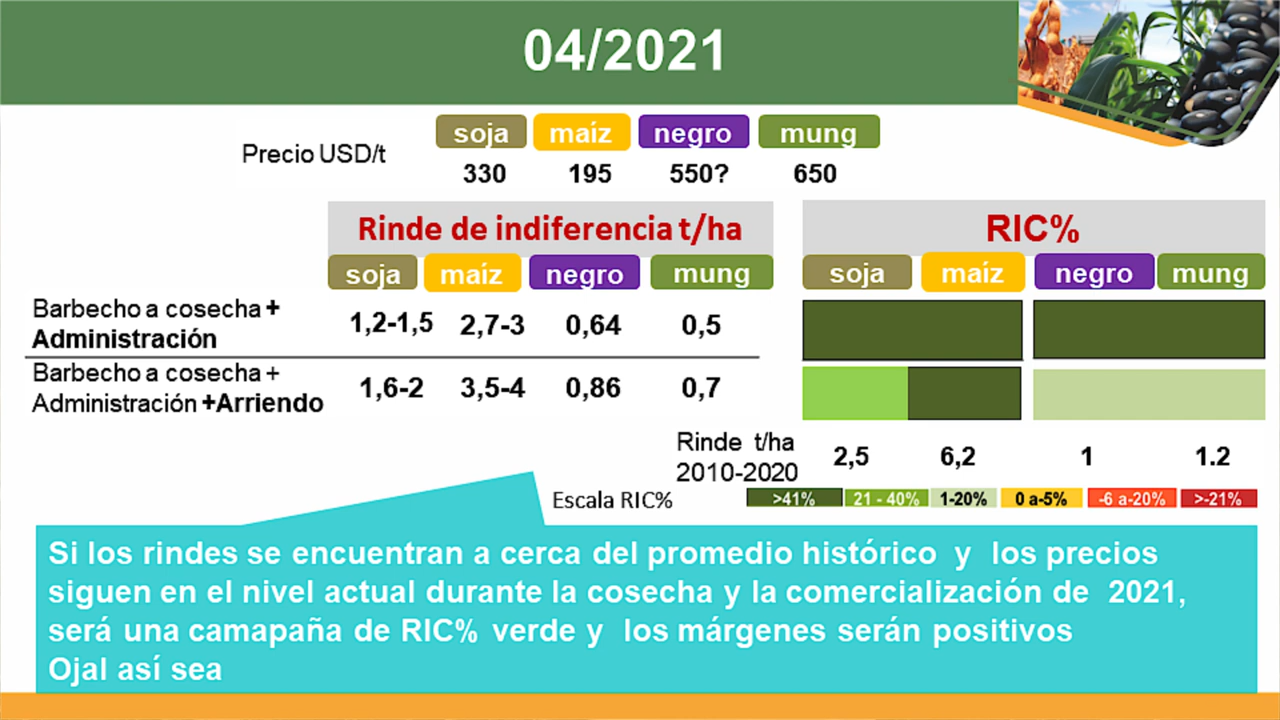 04/2021
soja maíz negro mung
Precio USD/t
330 195 550? 650
Rinde de indiferencia t/ha RIC%
soja maíz negro mung soja maíz negro mung
Barbecho a cosecha +
Administración
1,2-1,5 2,7-3 0,64 0,5
Barbecho a cosecha +
Administración +Arriendo
1,6-2 3,5-4 0,86 0,7
Rinde t/ha
2010-2020
2,5 6,2 1 1.2
Escala RIC% >41% 21 - 40% 1-20% 0 a-5% -6 a-20% >-21%
Si los rindes se encuentran a cerca del promedio histórico y los precios
siguen en el nivel actual durante la cosecha y la comercialización de 2021,
será una camapaña de RIC% verde y los márgenes serán positivos
Ojal así sea